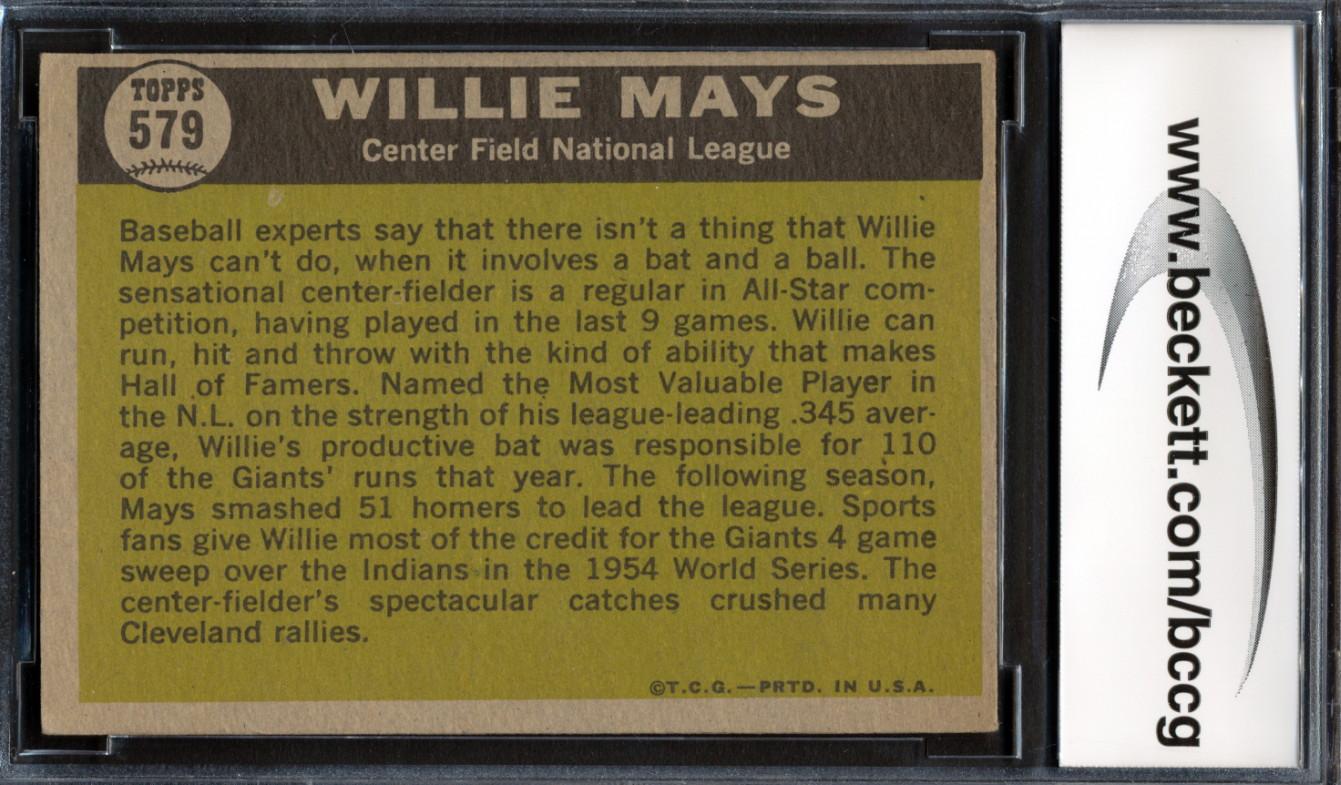 TOPPS
579
WILLIE MAYS
Center Field National League
Baseball experts say that there isn't a thing that Willie
Mays can't do, when it involves a bat and a ball. The
sensational center-fielder is a regular in All-Star com-
petition, having played in the last 9 games. Willie can
run, hit and throw with the kind of ability that makes
Hall of Famers. Named the Most Valuable Player in
the N.L. on the strength of his league-leading .345 aver-
age, Willie's productive bat was responsible for 110
of the Giants' runs that year. The following season,
Mays smashed 51 homers to lead the league. Sports
fans give Willie most of the credit for the Giants 4 game
sweep over the Indians in the 1954 World Series. The
center-fielder's spectacular catches crushed many
Cleveland rallies.
©T.C.G.—PRTD. IN U.S.A.
www.beckett.com/bccg